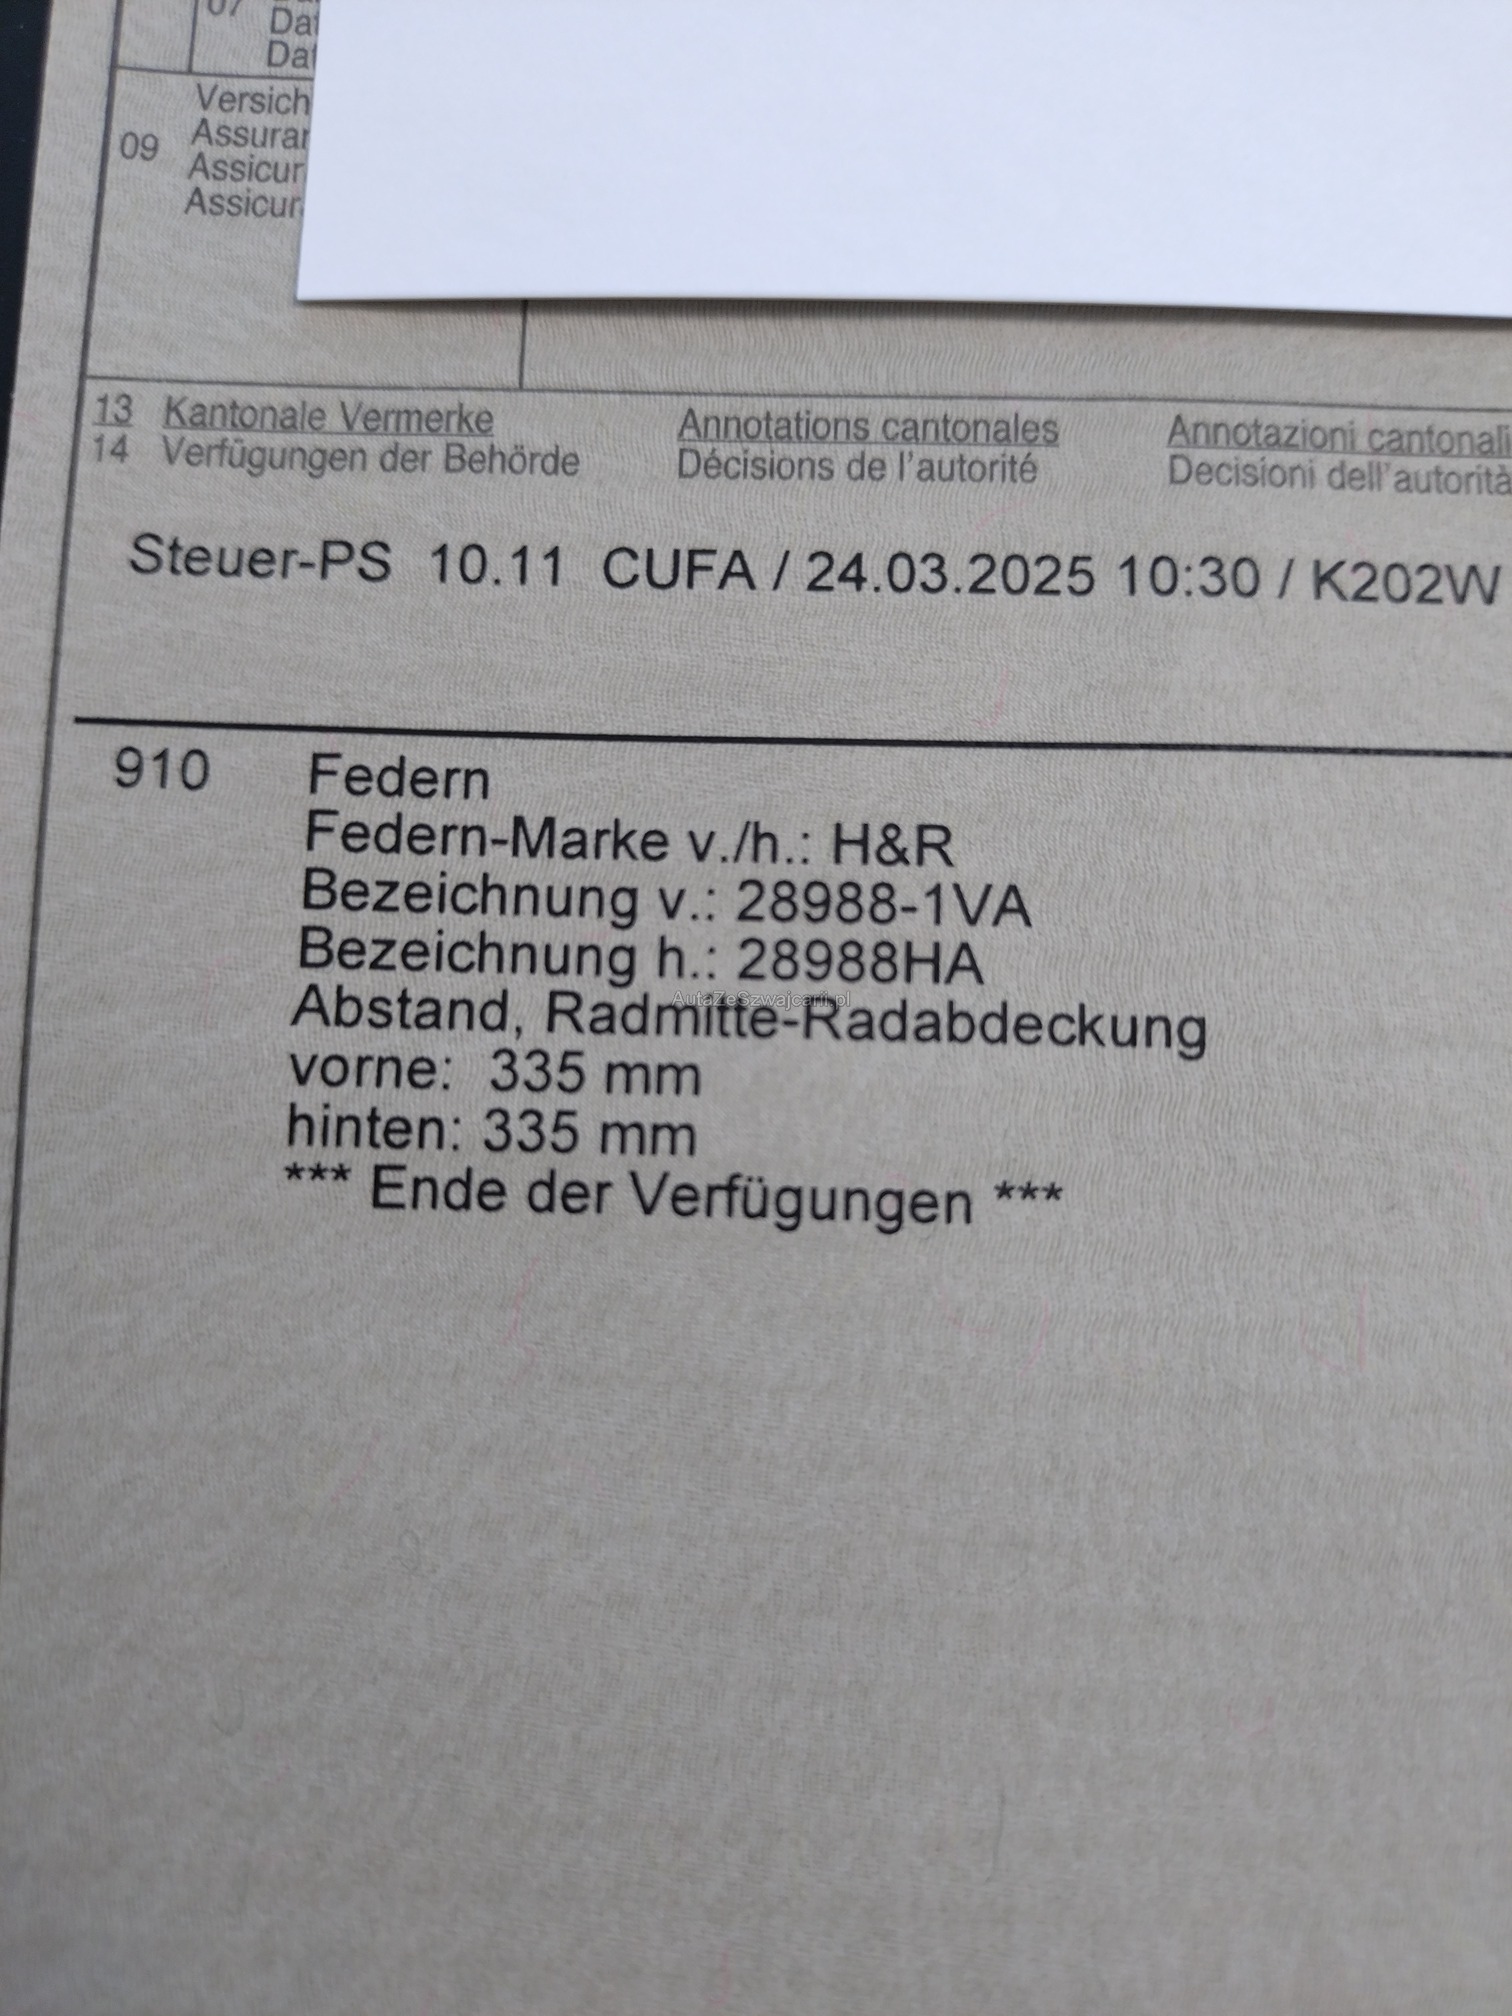 07
09
Versich
Assuran
Assicur
Assicur
13 Kantonale Vermerke Annotations cantonales Annotazioni cantonali
14 Verfügungen der Behörde Décisions de l'autorité Decisioni dell'autorità
Steuer-PS 10.11 CUFA / 24.03.2025 10:30 / K202W
910 Federn
Federn-Marke v./h.: H&R
Bezeichnung v.: 28988-1VA
Bezeichnung h.: 28988HA
AutaZeSzwajcarii.pl
Abstand, Radmitte-Radabdeckung
vorne: 335 mm
hinten: 335 mm
*** Ende der Verfügungen ***